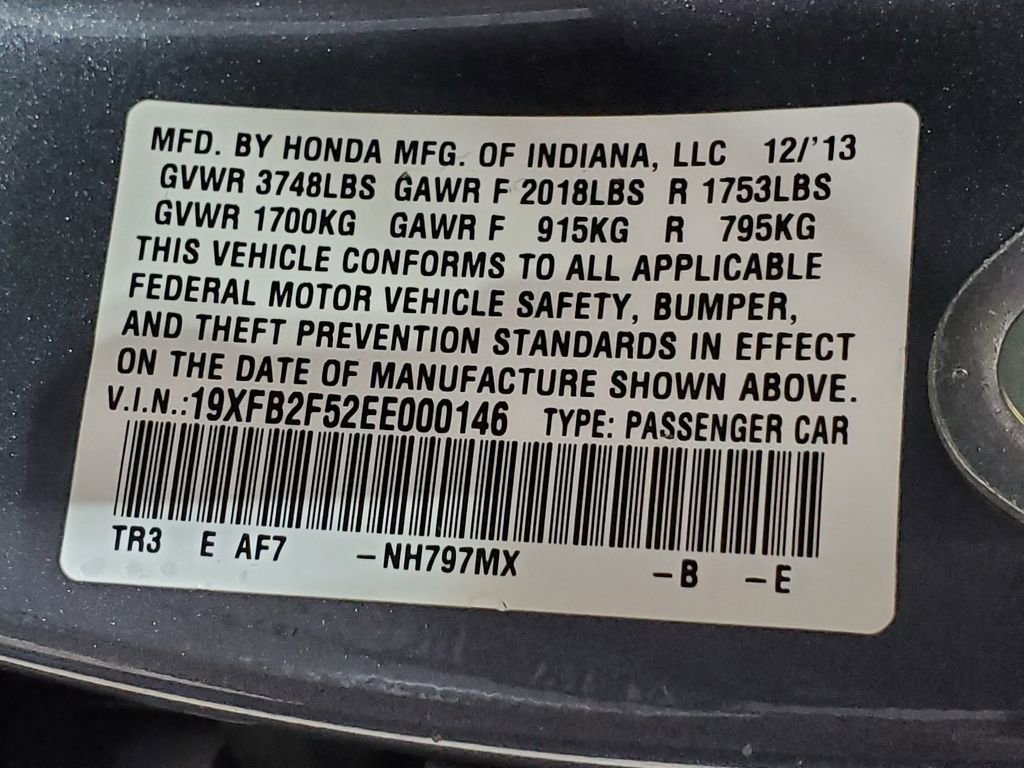 MFD. BY HONDA MFG. OF INDIANA, LLC 12/'13
GVWR 3748LBS GAWR F 2018LBS R 1753LBS
GVWR 1700KG GAWR F 915KG R 795KG
THIS VEHICLE CONFORMS TO ALL APPLICABLE
FEDERAL MOTOR VEHICLE SAFETY, BUMPER,
AND THEFT PREVENTION STANDARDS IN EFFECT
ON THE DATE OF MANUFACTURE SHOWN ABOVE.
V.I.N.:19XFB2F52EE000146 TYPE: PASSENGER CAR
TR3 E AF7 –NH797MX –B –E